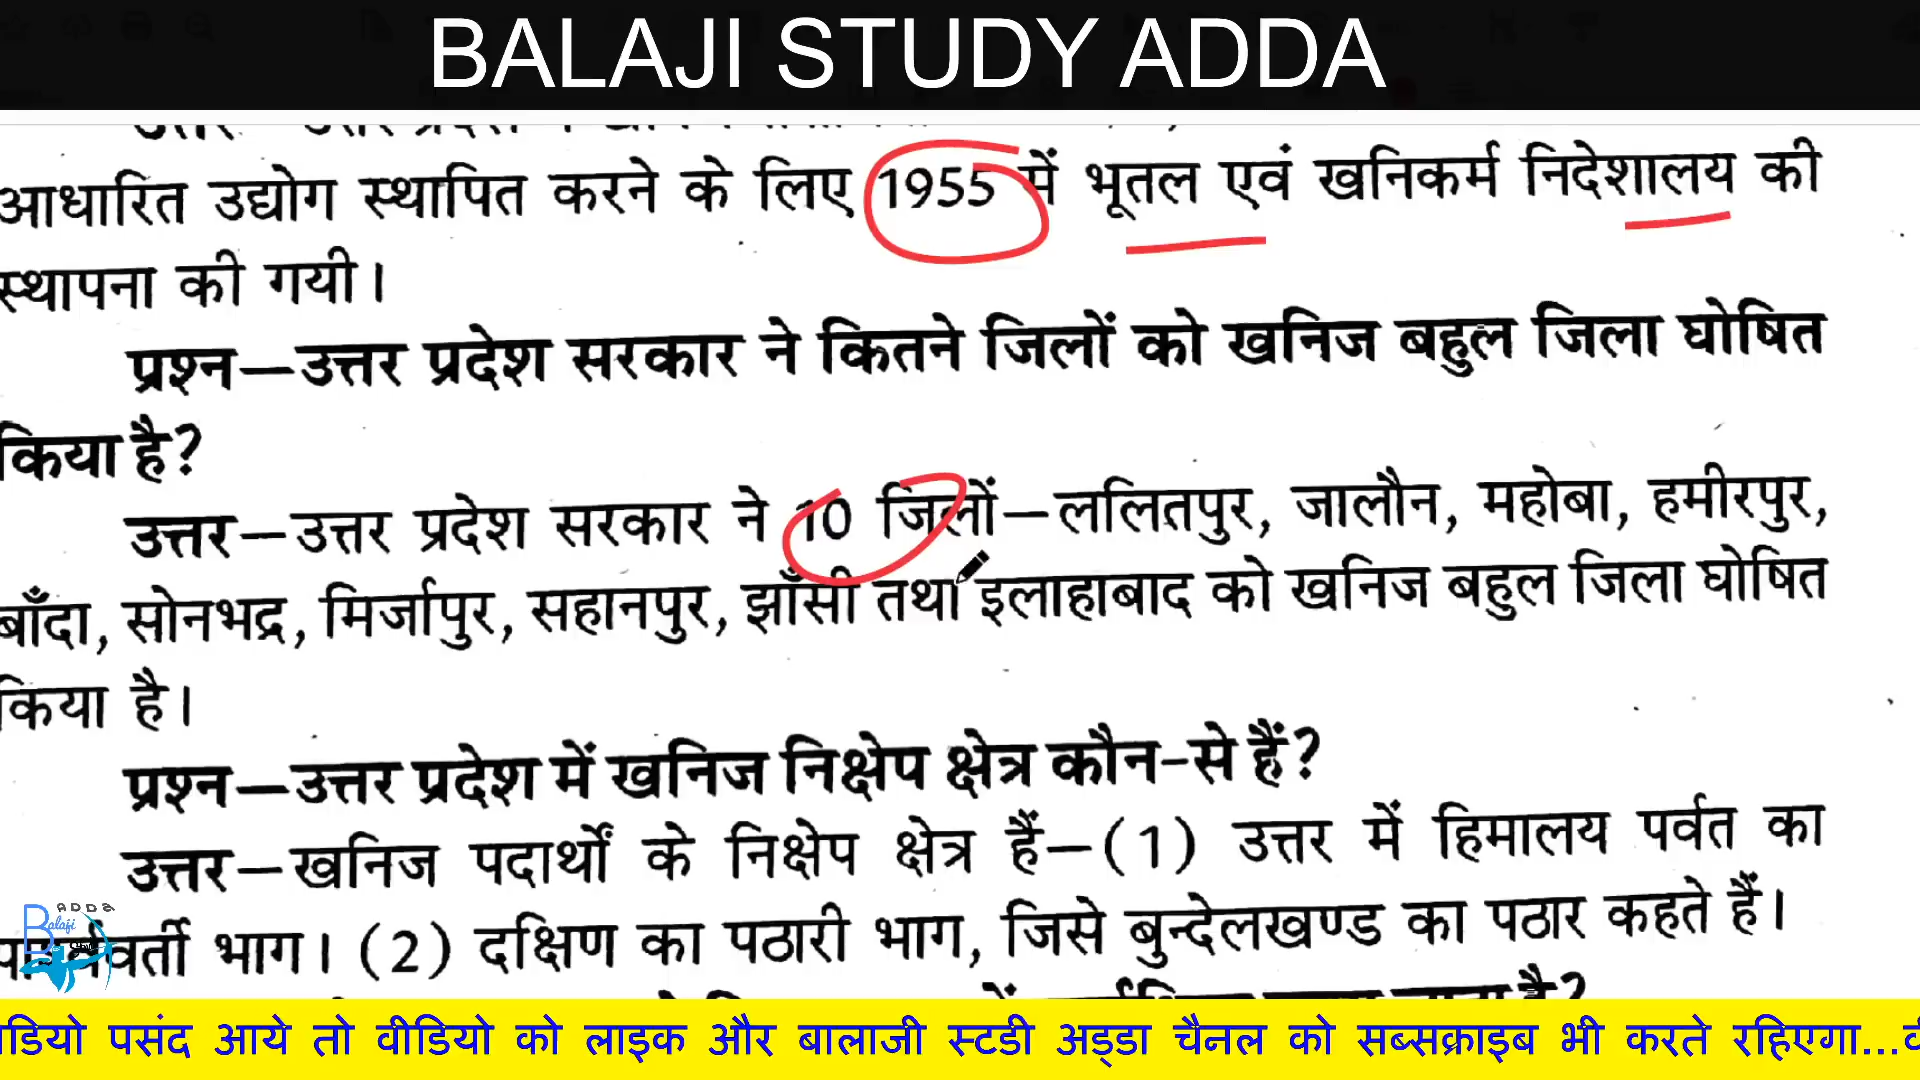 BALAJI STUDY ADDA
आधारित उद्योग स्थापित करने के लिए 1955 में भूतल एवं खनिकर्म निदेशालय की
स्थापना की गयी।
प्रश्न—उत्तर प्रदेश सरकार ने कितने जिलों को खनिज बहुल जिला घोषित
किया है?
उत्तर—उत्तर प्रदेश सरकार ने 10 जिलों—ललितपुर, जालौन, महोबा, हमीरपुर,
बाँदा, सोनभद्र, मिर्जापुर, सहानपुर, झाँसी तथा इलाहाबाद को खनिज बहुल जिला घोषित
किया है।
प्रश्न—उत्तर प्रदेश में खनिज निक्षेप क्षेत्र कौन-से हैं?
उत्तर—खनिज पदार्थों के निक्षेप क्षेत्र हैं—(1) उत्तर में हिमालय पर्वत का
भाग। (2) दक्षिण का पठारी भाग, जिसे बुन्देलखण्ड का पठार कहते हैं।
ADDA
Balaji
डियो पसंद आये तो वीडियो को लाइक और बालाजी स्टडी अड्डा चैनल को सब्सक्राइब भी करते रहिएगा...